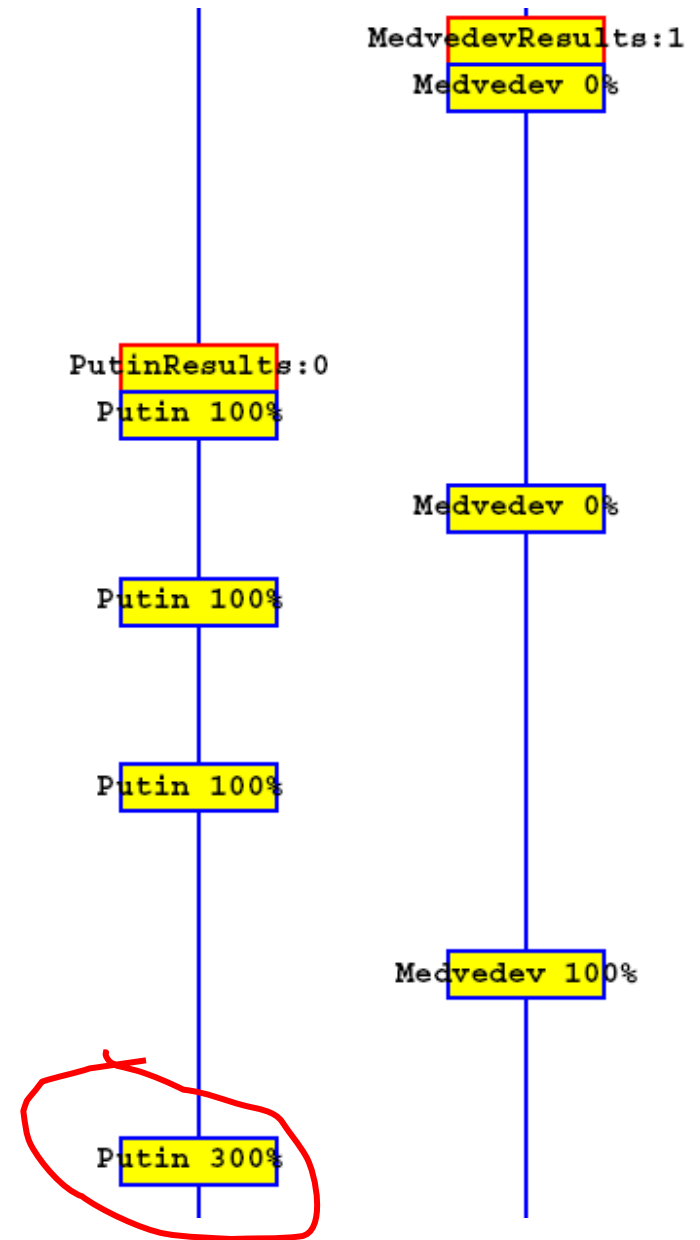 MedvedevResults:1
Medvedev 0%
PutinResults:0
Putin 100%
Medvedev 0%
Putin 100%
Putin 100%
Medvedev 100%
Putin 300%